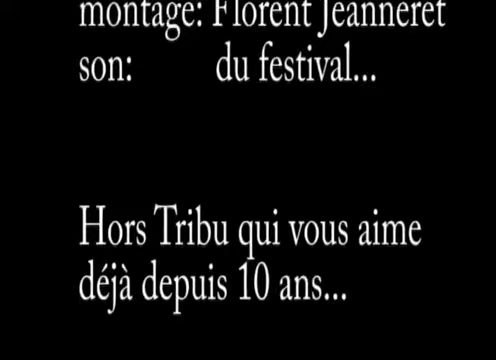 montage: Florent Jeanneret
son: du festival...
Hors Tribu qui vous aime
déjà depuis 10 ans...